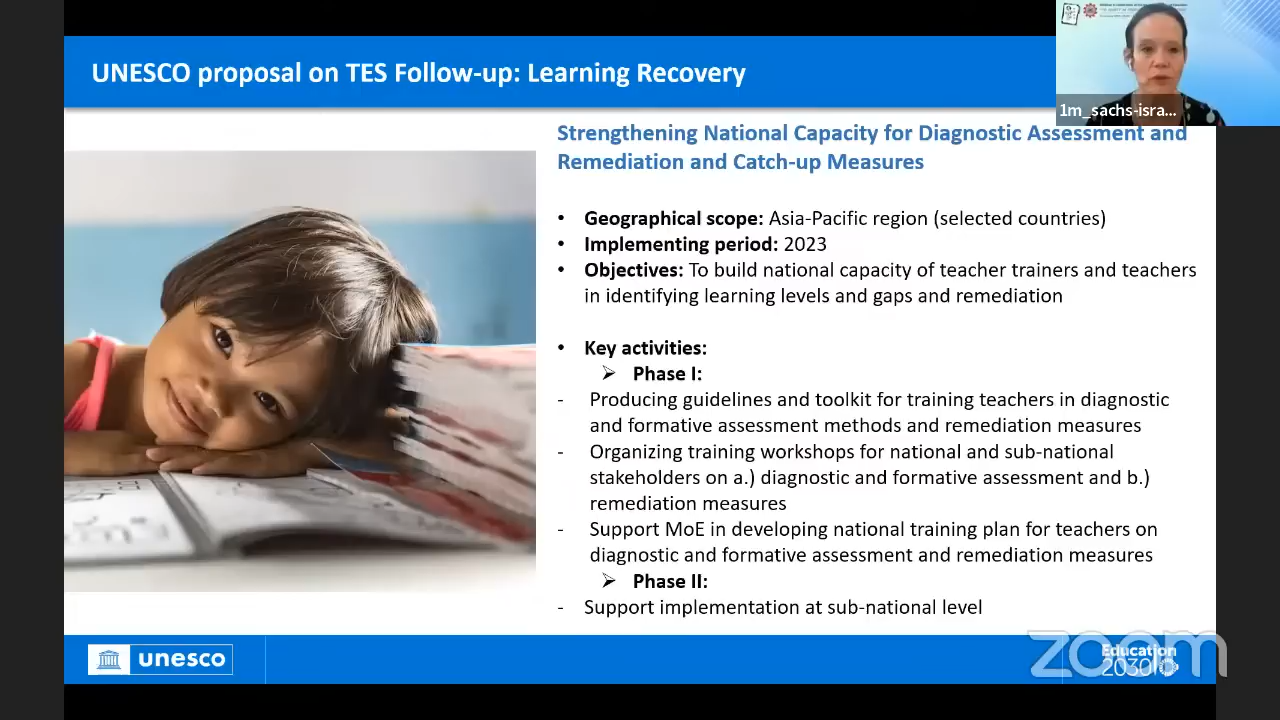 UNESCO proposal on TES Follow-up: Learning Recovery
1m_sachs-isra...
Strengthening National Capacity for Diagnostic Assessment and
Remediation and Catch-up Measures
• Geographical scope: Asia-Pacific region (selected countries)
• Implementing period: 2023
• Objectives: To build national capacity of teacher trainers and teachers
in identifying learning levels and gaps and remediation
• Key activities:
➢ Phase I:
- Producing guidelines and toolkit for training teachers in diagnostic
and formative assessment methods and remediation measures
- Organizing training workshops for national and sub-national
stakeholders on a.) diagnostic and formative assessment and b.)
remediation measures
- Support MoE in developing national training plan for teachers on
diagnostic and formative assessment and remediation measures
➢ Phase II:
- Support implementation at sub-national level
unesco
Education
2030
zoom